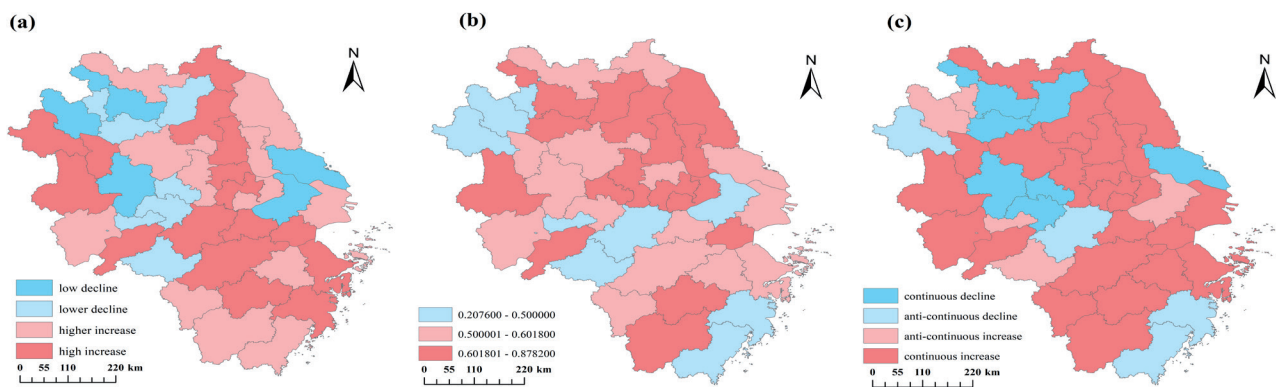 (a)
N
low decline
lower decline
higher increase
high increase
0 55 110 220 km
(b)
N
0.207600 - 0.500000
0.500001 - 0.601800
0.601801 - 0.878200
0 55 110 220 km
(c)
N
continuous decline
anti-continuous decline
anti-continuous increase
continuous increase
0 55 110 220 km